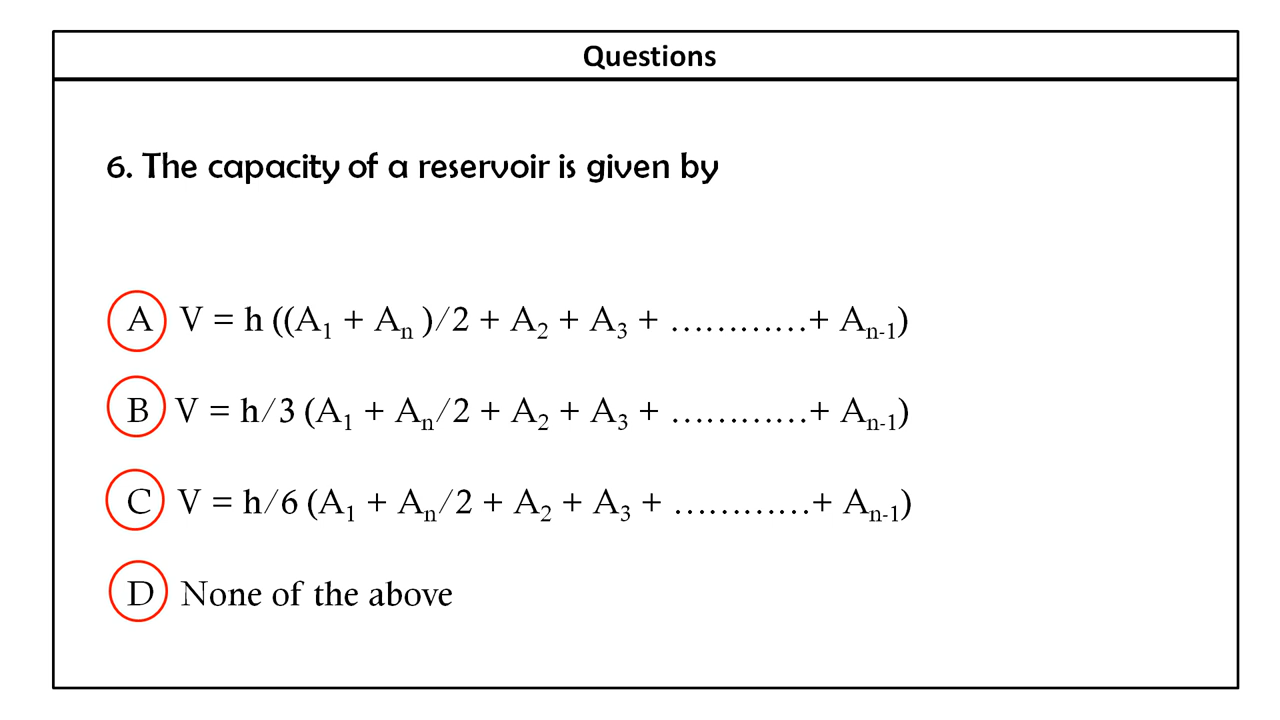 Questions
6. The capacity of a reservoir is given by
A V = h ((A₁ + Aₙ )/2 + A₂ + A₃ + …………+ Aₙ₋₁)
B V = h/3 (A₁ + Aₙ/2 + A₂ + A₃ + …………+ Aₙ₋₁)
C V = h/6 (A₁ + Aₙ/2 + A₂ + A₃ + …………+ Aₙ₋₁)
D None of the above